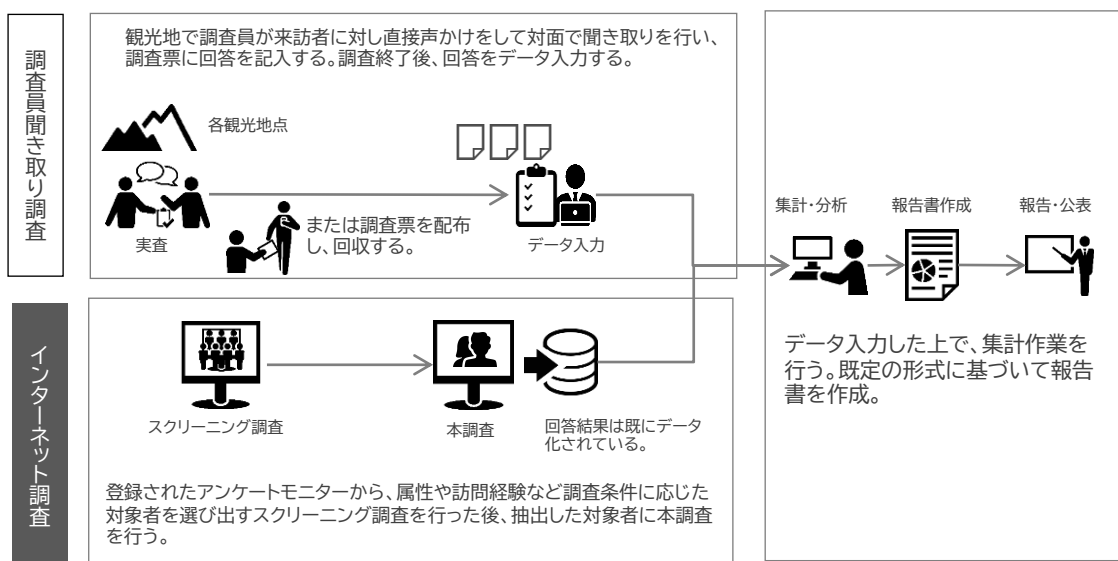 調査員聞き取り調査
観光地で調査員が来訪者に対し直接声かけをして対面で聞き取りを行い、
調査票に回答を記入する。調査終了後、回答をデータ入力する。
各観光地点
実査
または調査票を配布
し、回収する。
データ入力
インターネット調査
スクリーニング調査
本調査
回答結果は既にデータ
化されている。
登録されたアンケートモニターから、属性や訪問経験など調査条件に応じた
対象者を選び出すスクリーニング調査を行った後、抽出した対象者に本調査
を行う。
集計・分析
報告書作成
報告・公表
データ入力した上で、集計作業を
行う。既定の形式に基づいて報告
書を作成。